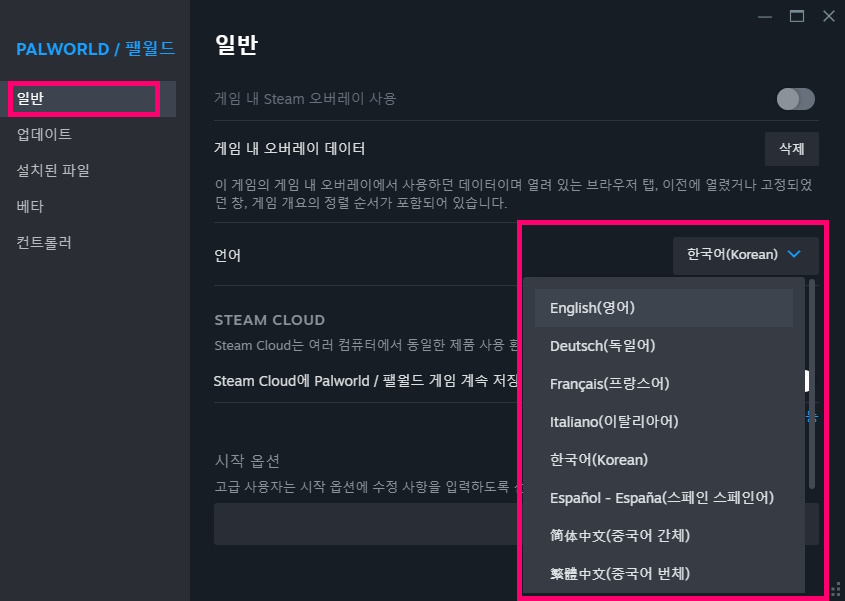 PALWORLD / 팰월드
일반
업데이트
설치된 파일
베타
컨트롤러
일반
게임 내 Steam 오버레이 사용
게임 내 오버레이 데이터
삭제
이 게임의 게임 내 오버레이에서 사용하던 데이터이며 열려 있는 브라우저 탭, 이전에 열렸거나 고정되었
던 창, 게임 개요의 정렬 순서가 포함되어 있습니다.
언어
한국어(Korean)
English(영어)
Deutsch(독일어)
Français(프랑스어)
Italiano(이탈리아어)
한국어(Korean)
Español - España(스페인 스페인어)
简体中文(중국어 간체)
繁體中文(중국어 번체)
STEAM CLOUD
Steam Cloud는 여러 컴퓨터에서 동일한 제품 사용
Steam Cloud에 Palworld / 팰월드 게임 계속 저장
시작 옵션
고급 사용자는 시작 옵션에 수정 사항을 입력하도록